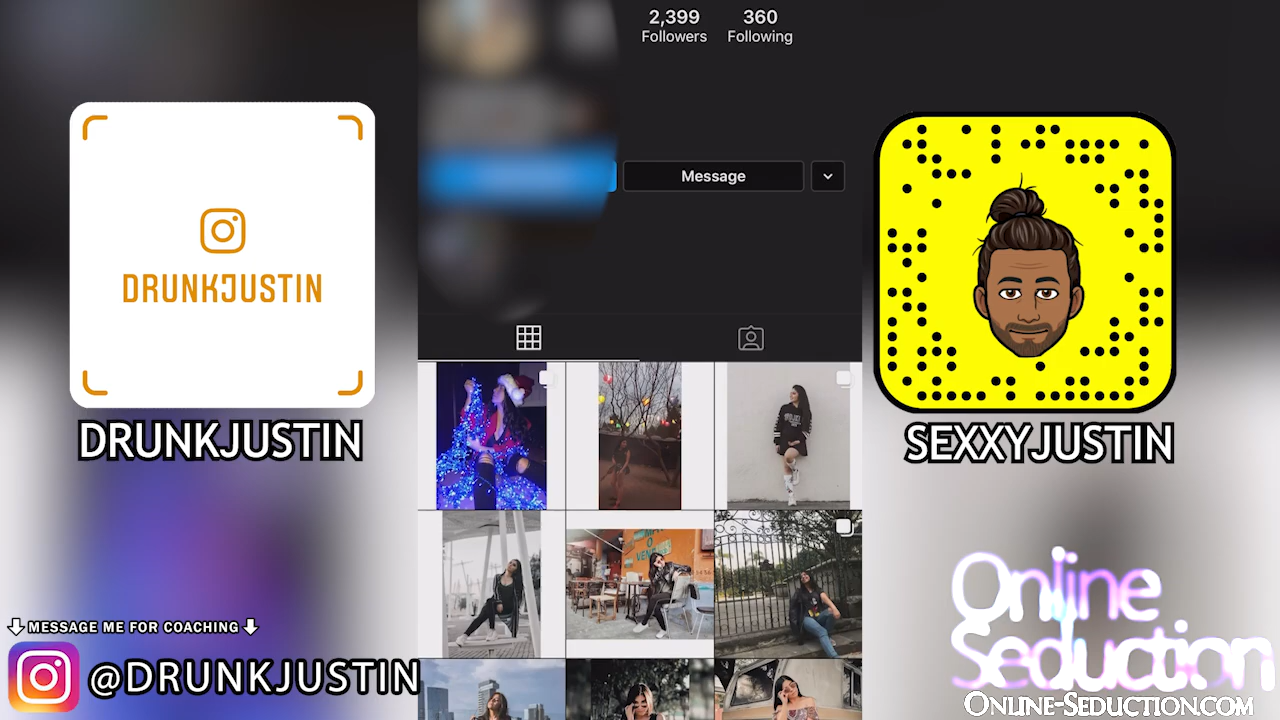 2,399
Followers
360
Following
Message
DRUNKJUSTIN
DRUNKJUSTIN
SEXXYJUSTIN
MESSAGE ME FOR COACHING
@DRUNKJUSTIN
Online
Seduction
ONLINE-SEDUCTION.COM